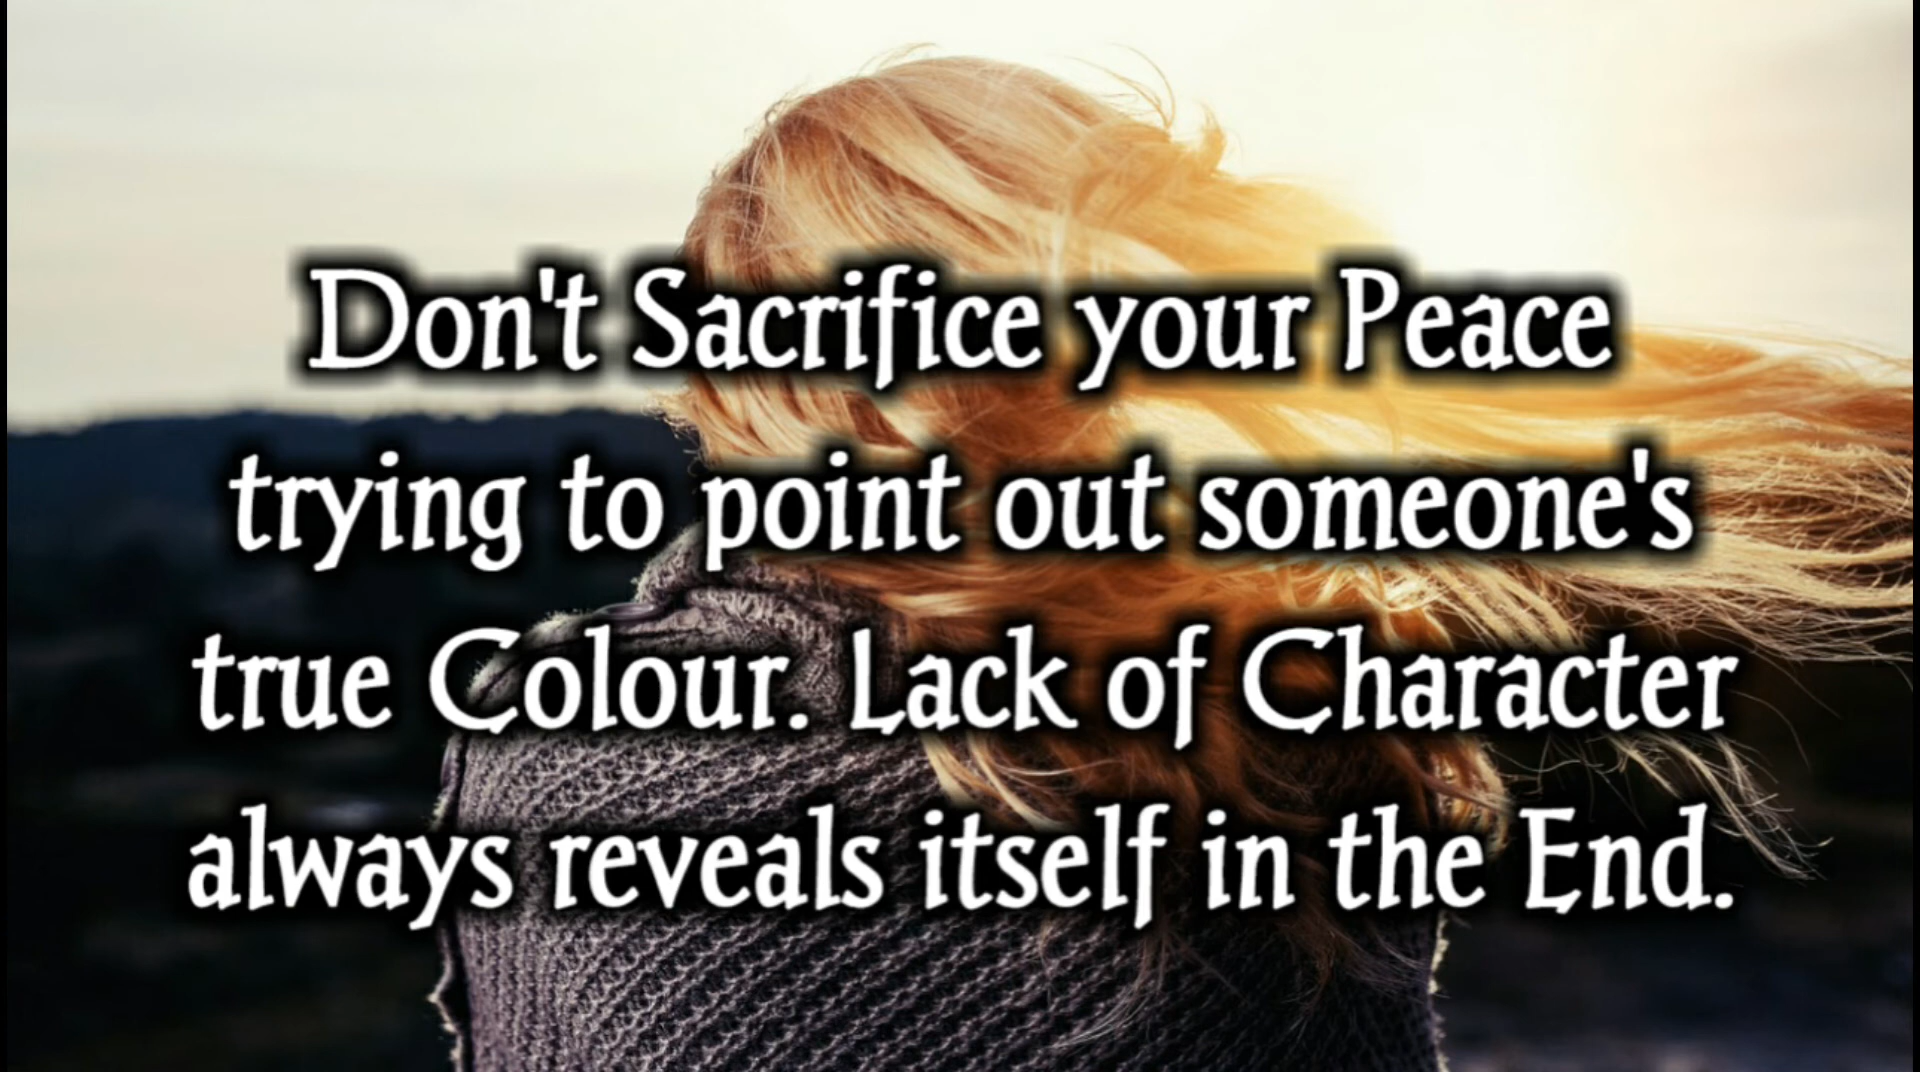 Don't Sacrifice your Peace
trying to point out someone's
true Colour. Lack of Character
always reveals itself in the End.